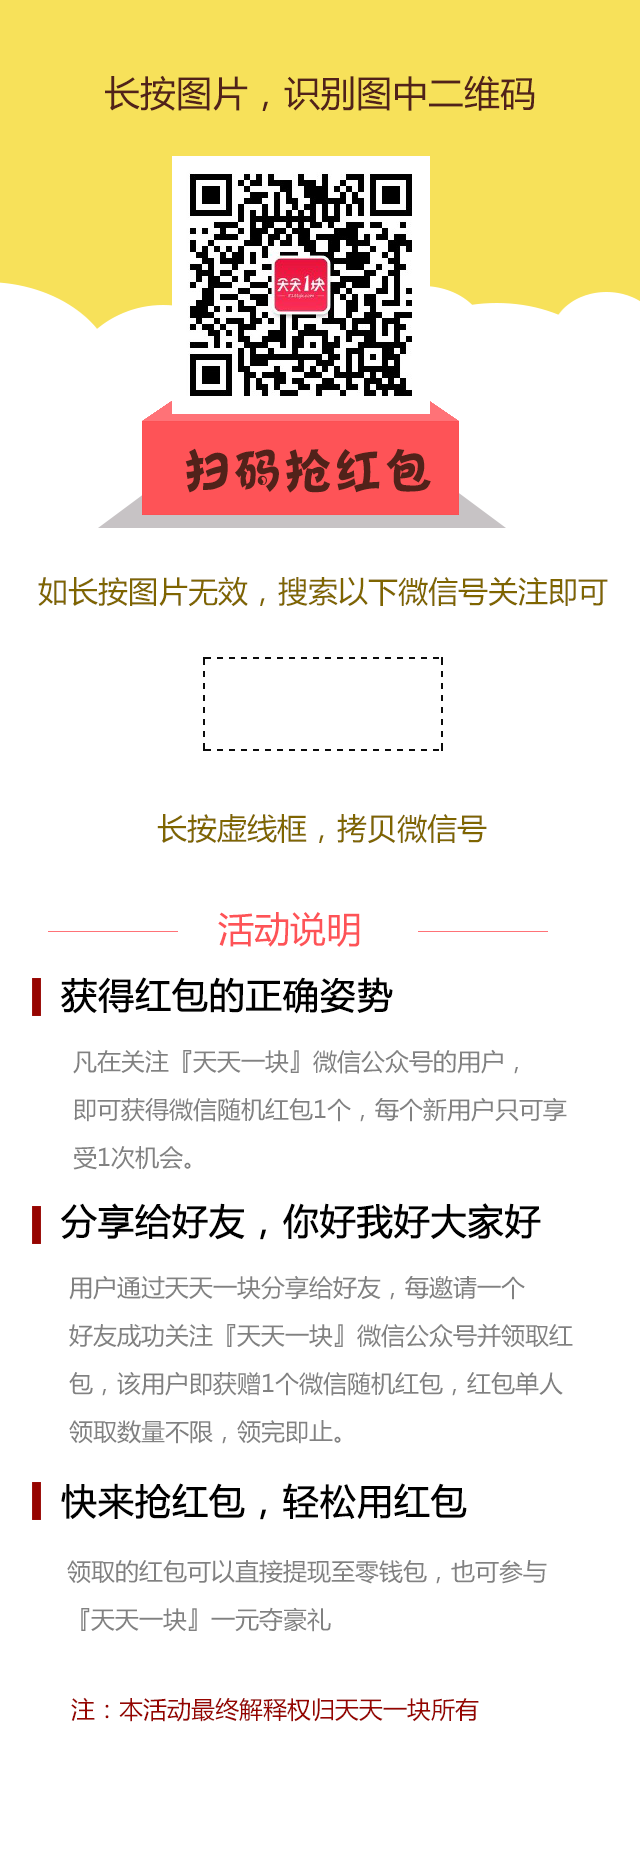 长按图片，识别图中二维码
天天1块
扫码抢红包
如长按图片无效，搜索以下微信号关注即可
长按虚线框，拷贝微信号
活动说明
获得红包的正确姿势
凡在关注『天天一块』微信公众号的用户，
即可获得微信随机红包1个，每个新用户只可享
受1次机会。
分享给好友，你好我好大家好
用户通过天天一块分享给好友，每邀请一个
好友成功关注『天天一块』微信公众号并领取红
包，该用户即获赠1个微信随机红包，红包单人
领取数量不限，领完即止。
快来抢红包，轻松用红包
领取的红包可以直接提现至零钱包，也可参与
『天天一块』一元夺豪礼
注：本活动最终解释权归天天一块所有